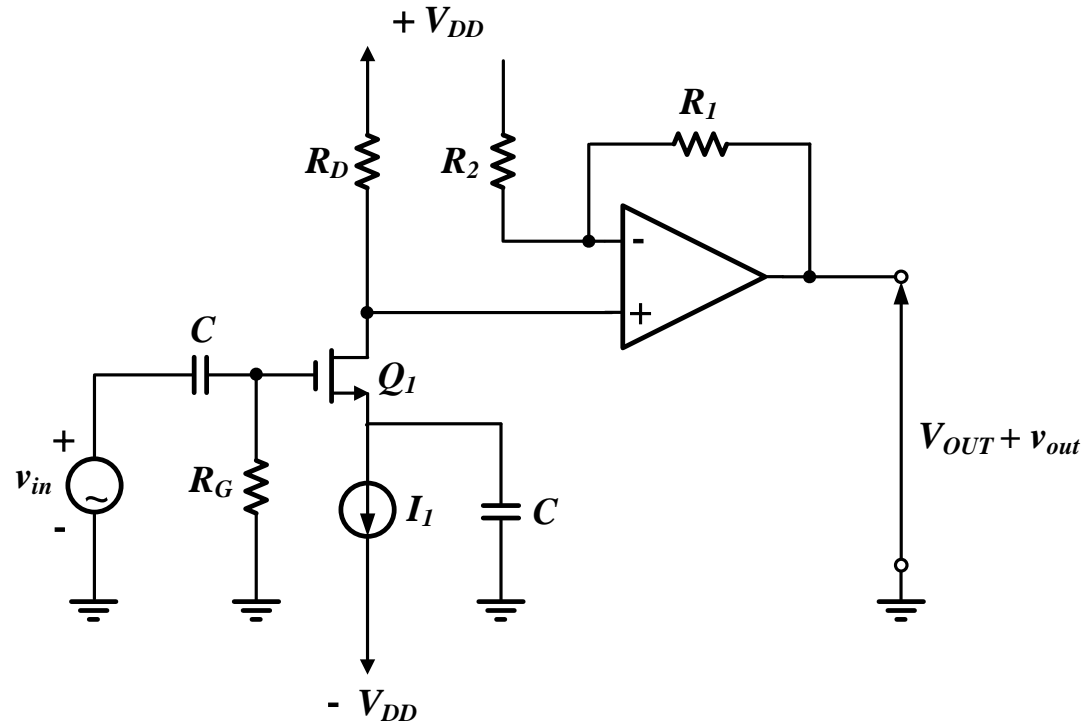 + V_DD
R_1
R_D
R_2
-
+
C
Q_1
+
v_in
-
R_G
I_1
C
V_OUT + v_out
- V_DD